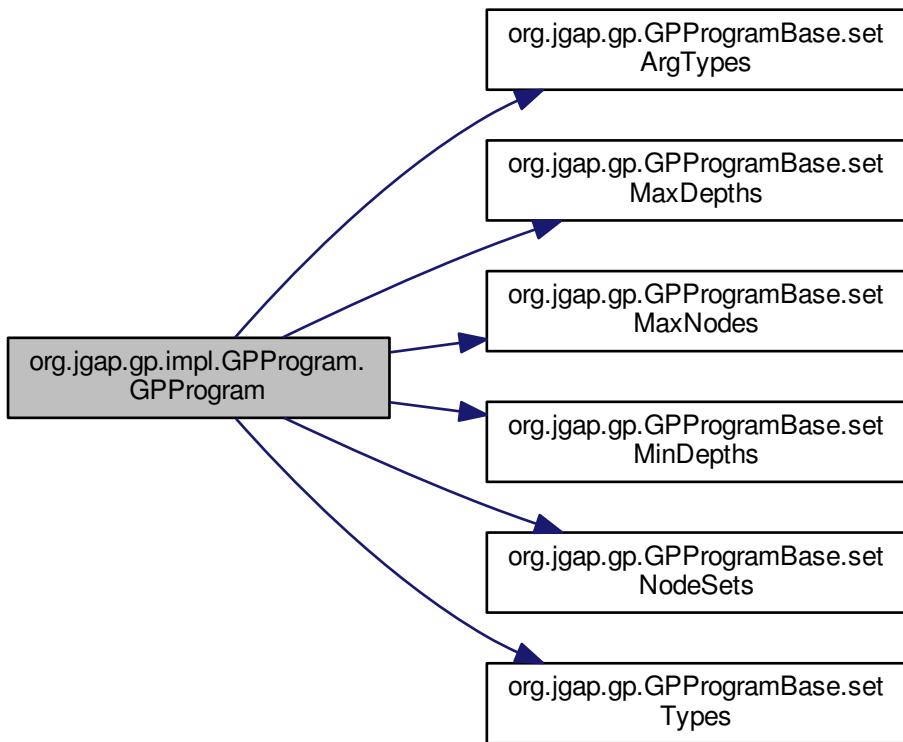 org.jgap.gp.GPProgramBase.set
ArgTypes
org.jgap.gp.GPProgramBase.set
MaxDepths
org.jgap.gp.GPProgramBase.set
MaxNodes
org.jgap.gp.impl.GPProgram.
GPProgram
org.jgap.gp.GPProgramBase.set
MinDepths
org.jgap.gp.GPProgramBase.set
NodeSets
org.jgap.gp.GPProgramBase.set
Types